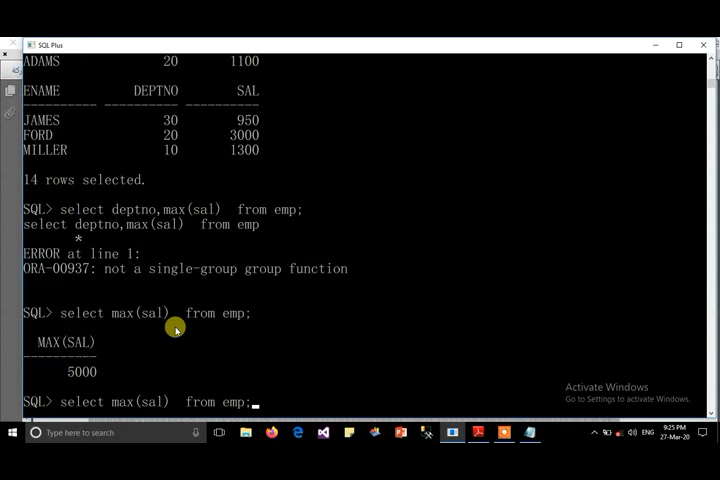 SQL Plus
ADAMS 20 1100
ENAME DEPTNO SAL
---------- ---------- ----------
JAMES 30 950
FORD 20 3000
MILLER 10 1300
14 rows selected.
SQL> select deptno,max(sal)  from emp;
select deptno,max(sal)  from emp
*
ERROR at line 1:
ORA-00937: not a single-group group function
SQL> select max(sal)  from emp;
MAX(SAL)
----------
5000
SQL> select max(sal)  from emp;
Activate Windows
Go to Settings to activate Windows.
Type here to search
ENG
9:25 PM
27-Mar-20